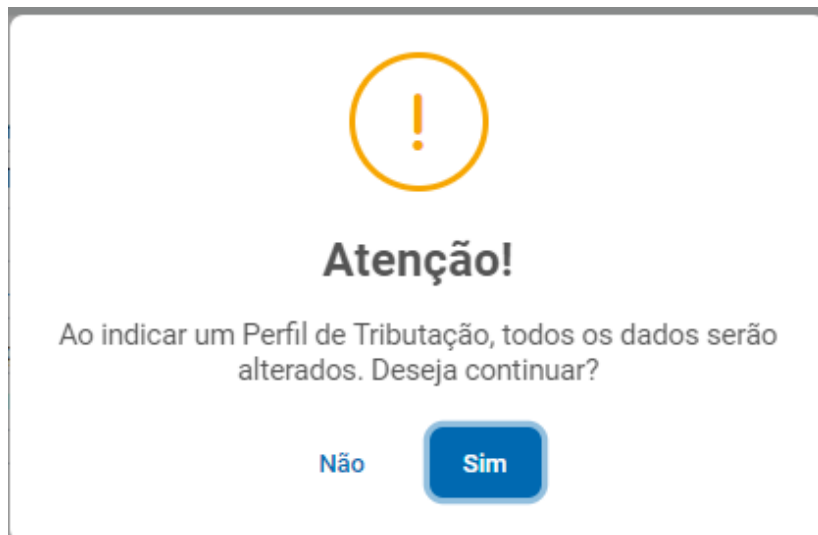 Atenção!
Ao indicar um Perfil de Tributação, todos os dados serão
alterados. Deseja continuar?
Não
Sim